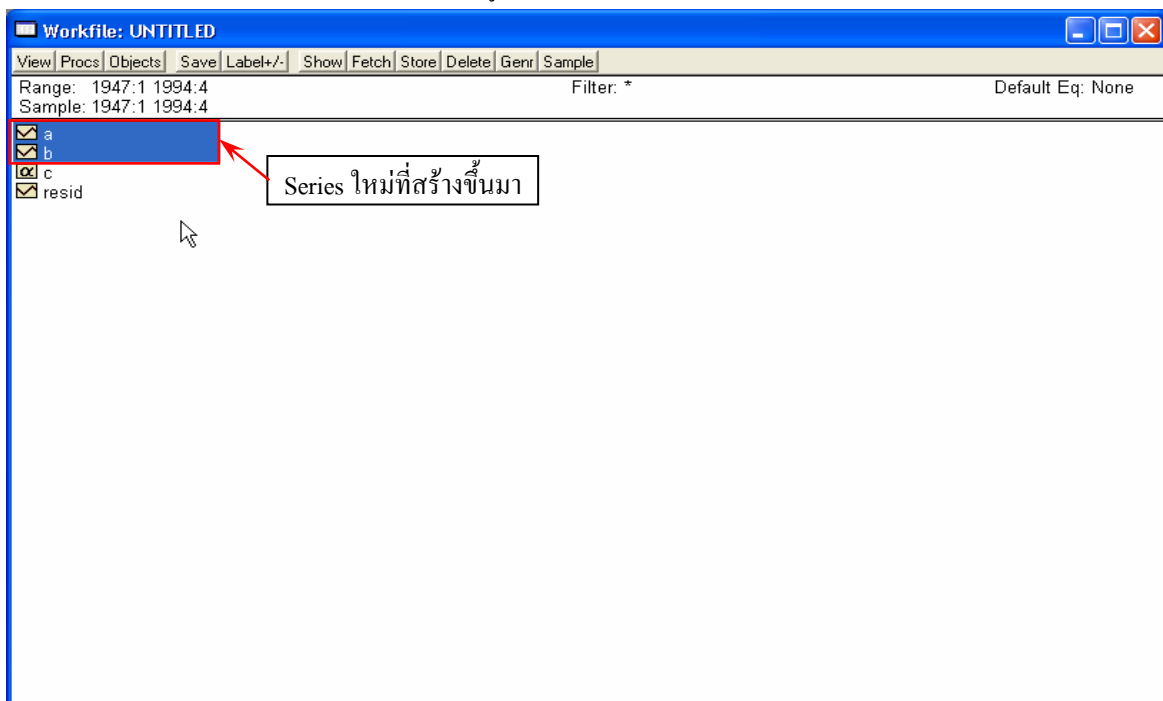 Workfile: UNTITLED
View Procs Objects Save Label+/- Show Fetch Store Delete Genr Sample
Range: 1947:1 1994:4 Filter: * Default Eq: None
Sample: 1947:1 1994:4
a
b
c
resid
Series ใหม่ที่สร้างขึ้นมา